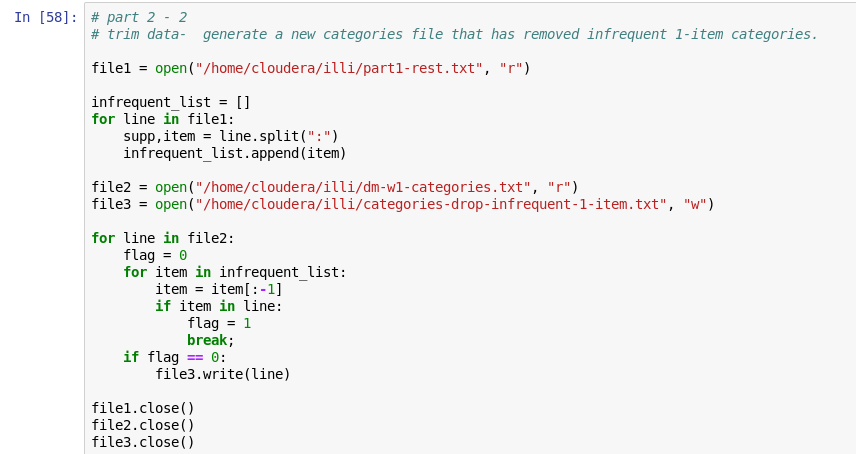 In [58]: # part 2 - 2
# trim data-  generate a new categories file that has removed infrequent 1-item categories.

file1 = open("/home/cloudera/illi/part1-rest.txt", "r")

infrequent_list = []
for line in file1:
    supp,item = line.split(":")
    infrequent_list.append(item)

file2 = open("/home/cloudera/illi/dm-w1-categories.txt", "r")
file3 = open("/home/cloudera/illi/categories-drop-infrequent-1-item.txt", "w")

for line in file2:
    flag = 0
    for item in infrequent_list:
        item = item[:-1]
        if item in line:
            flag = 1
            break;
    if flag == 0:
        file3.write(line)

file1.close()
file2.close()
file3.close()